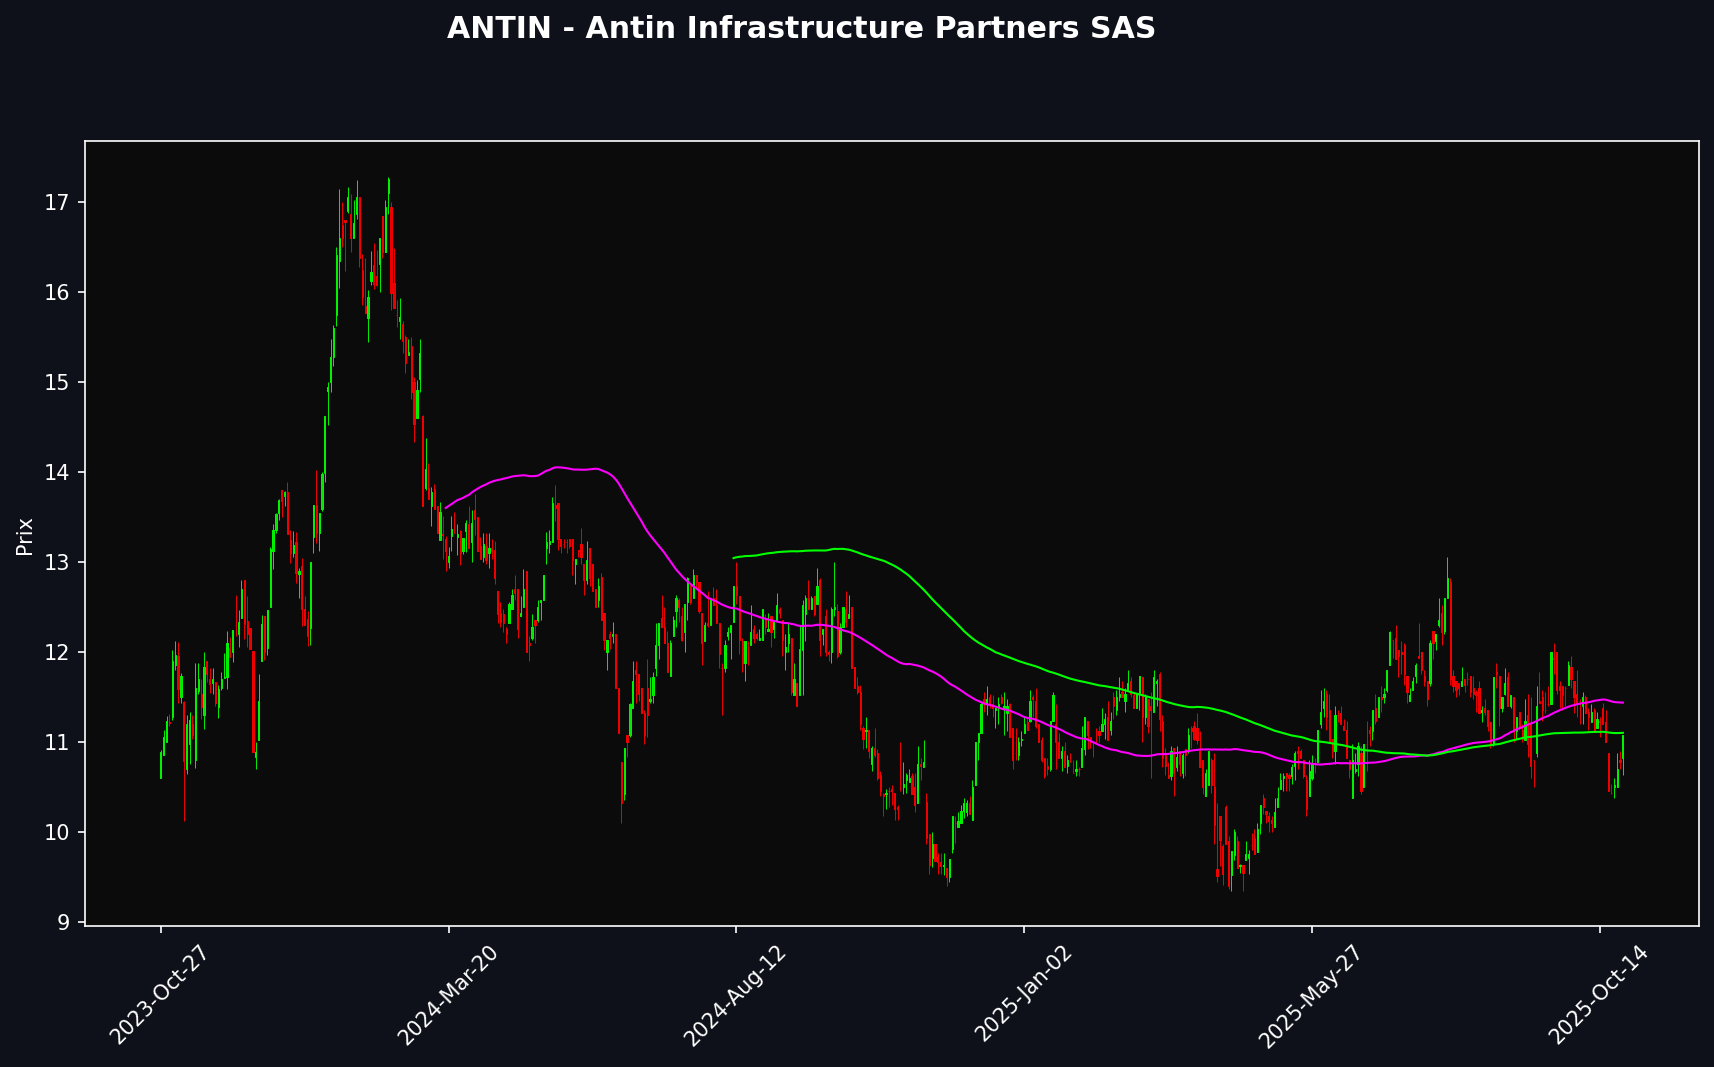 ANTIN - Antin Infrastructure Partners SAS
Prix
17
16
15
14
13
12
11
10
9
2023-Oct-27
2024-Mar-20
2024-Aug-12
2025-Jan-02
2025-May-27
2025-Oct-14